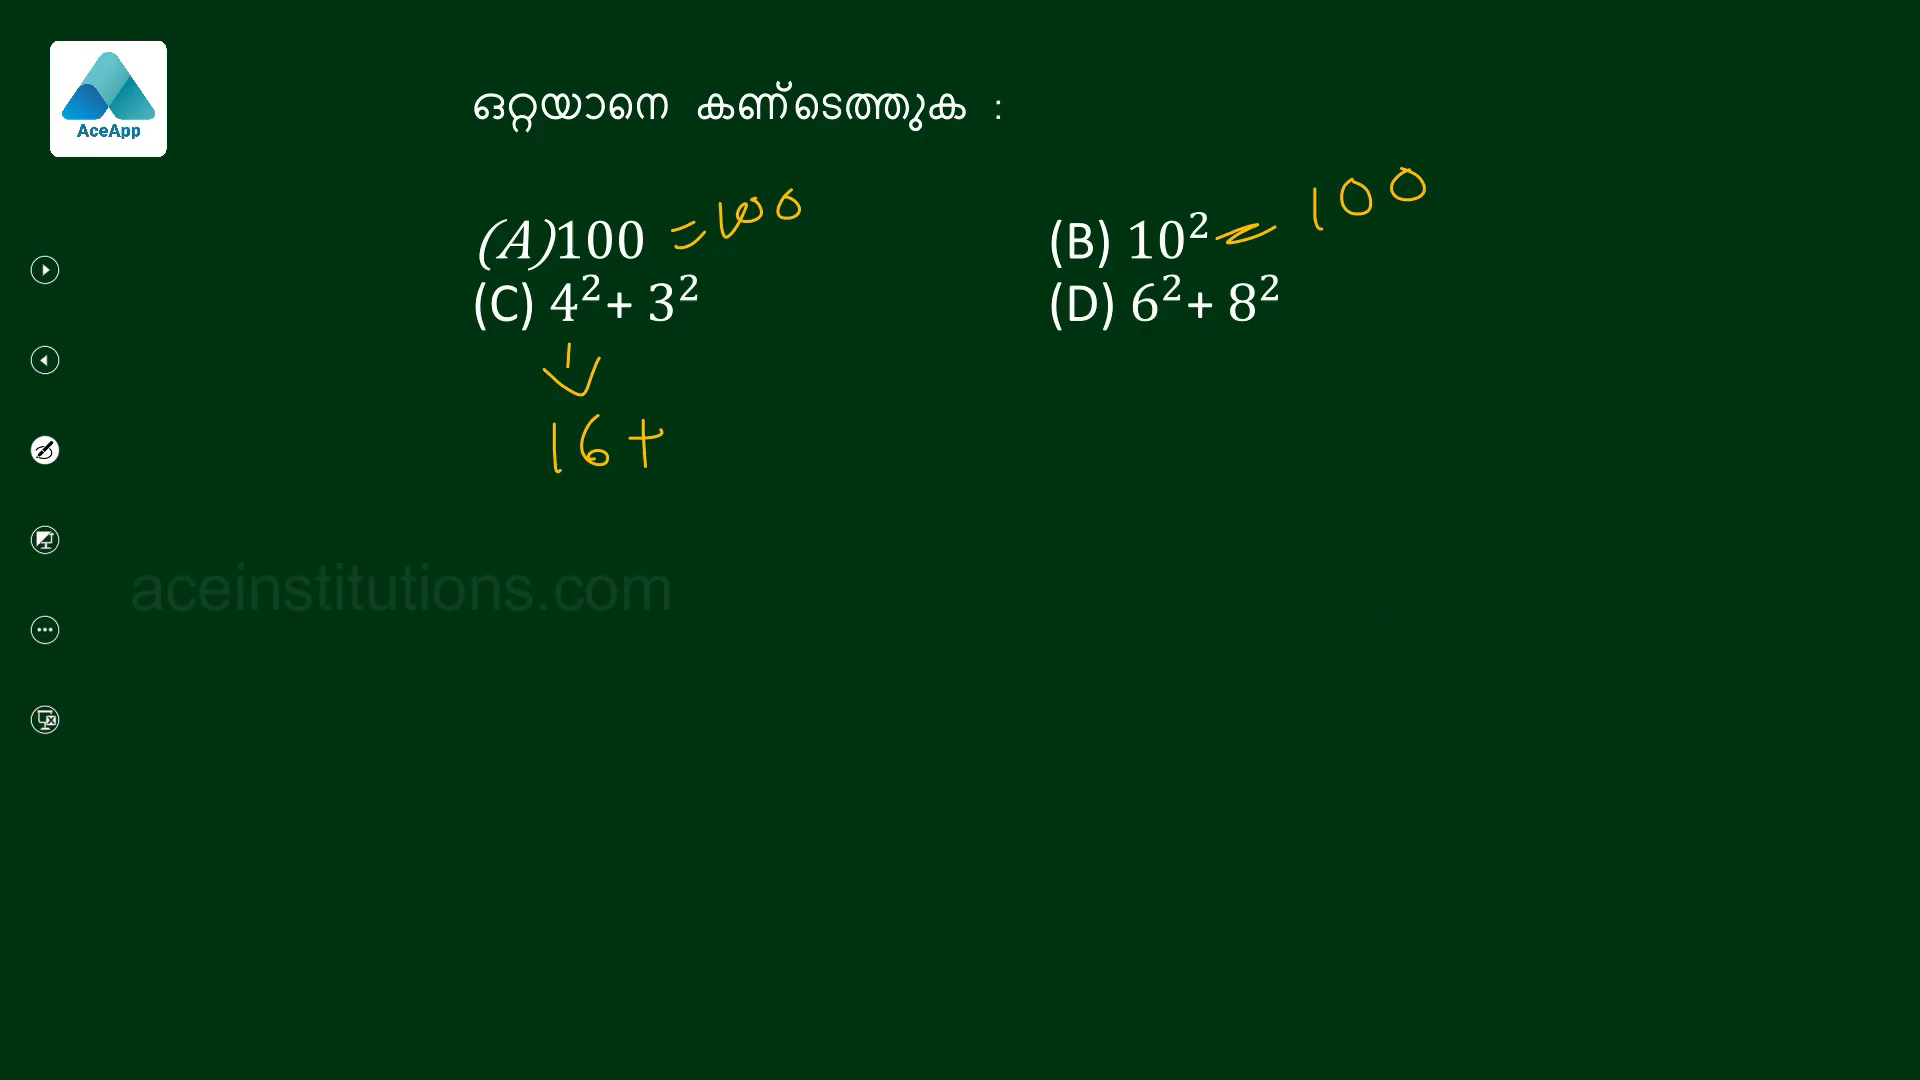 AceApp
ഒറ്റയാനെ കണ്ടെത്തുക :
(A)100 =100
(B) 10² = 100
(C) 4²+ 3²
(D) 6²+ 8²
16+
aceinstitutions.com